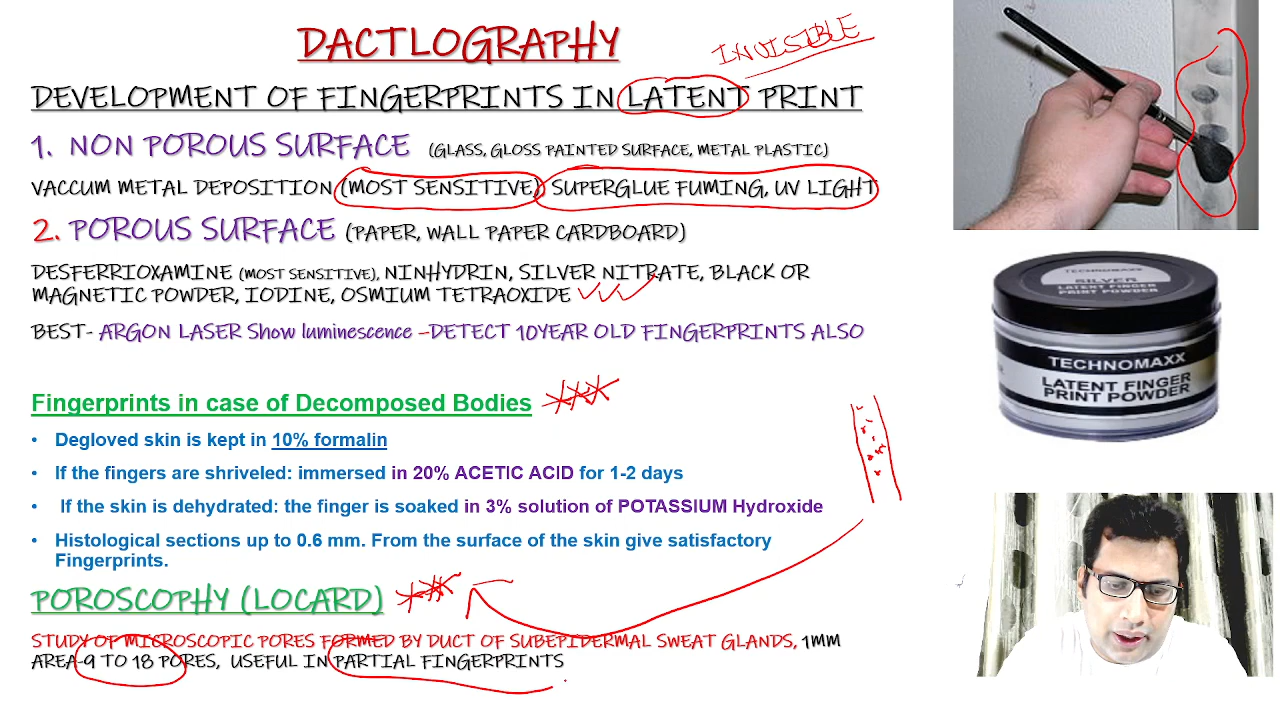 DACTLOGRAPHY
INVISIBLE
DEVELOPMENT OF FINGERPRINTS IN LATENT PRINT
1. NON POROUS SURFACE (GLASS, GLOSS PAINTED SURFACE, METAL PLASTIC)
VACCUM METAL DEPOSITION (MOST SENSITIVE) SUPERGLUE FUMING, UV LIGHT
2. POROUS SURFACE (PAPER, WALL PAPER CARDBOARD)
DESFERRIOXAMINE (MOST SENSITIVE), NINHYDRIN, SILVER NITRATE, BLACK OR
MAGNETIC POWDER, IODINE, OSMIUM TETRAOXIDE
BEST- ARGON LASER Show luminescence -DETECT 10YEAR OLD FINGERPRINTS ALSO
Fingerprints in case of Decomposed Bodies
• Degloved skin is kept in 10% formalin
• If the fingers are shriveled: immersed in 20% ACETIC ACID for 1-2 days
• If the skin is dehydrated: the finger is soaked in 3% solution of POTASSIUM Hydroxide
• Histological sections up to 0.6 mm. From the surface of the skin give satisfactory
Fingerprints.
POROSCOPHY (LOCARD)
STUDY OF MICROSCOPIC PORES FORMED BY DUCT OF SUBEPIDERMAL SWEAT GLANDS, 1MM
AREA-9 TO 18 PORES, USEFUL IN PARTIAL FINGERPRINTS
TECHNOMAXX
SILVER
LATENT FINGER
PRINT POWDER
TECHNOMAXX
LATENT FINGER
PRINT POWDER